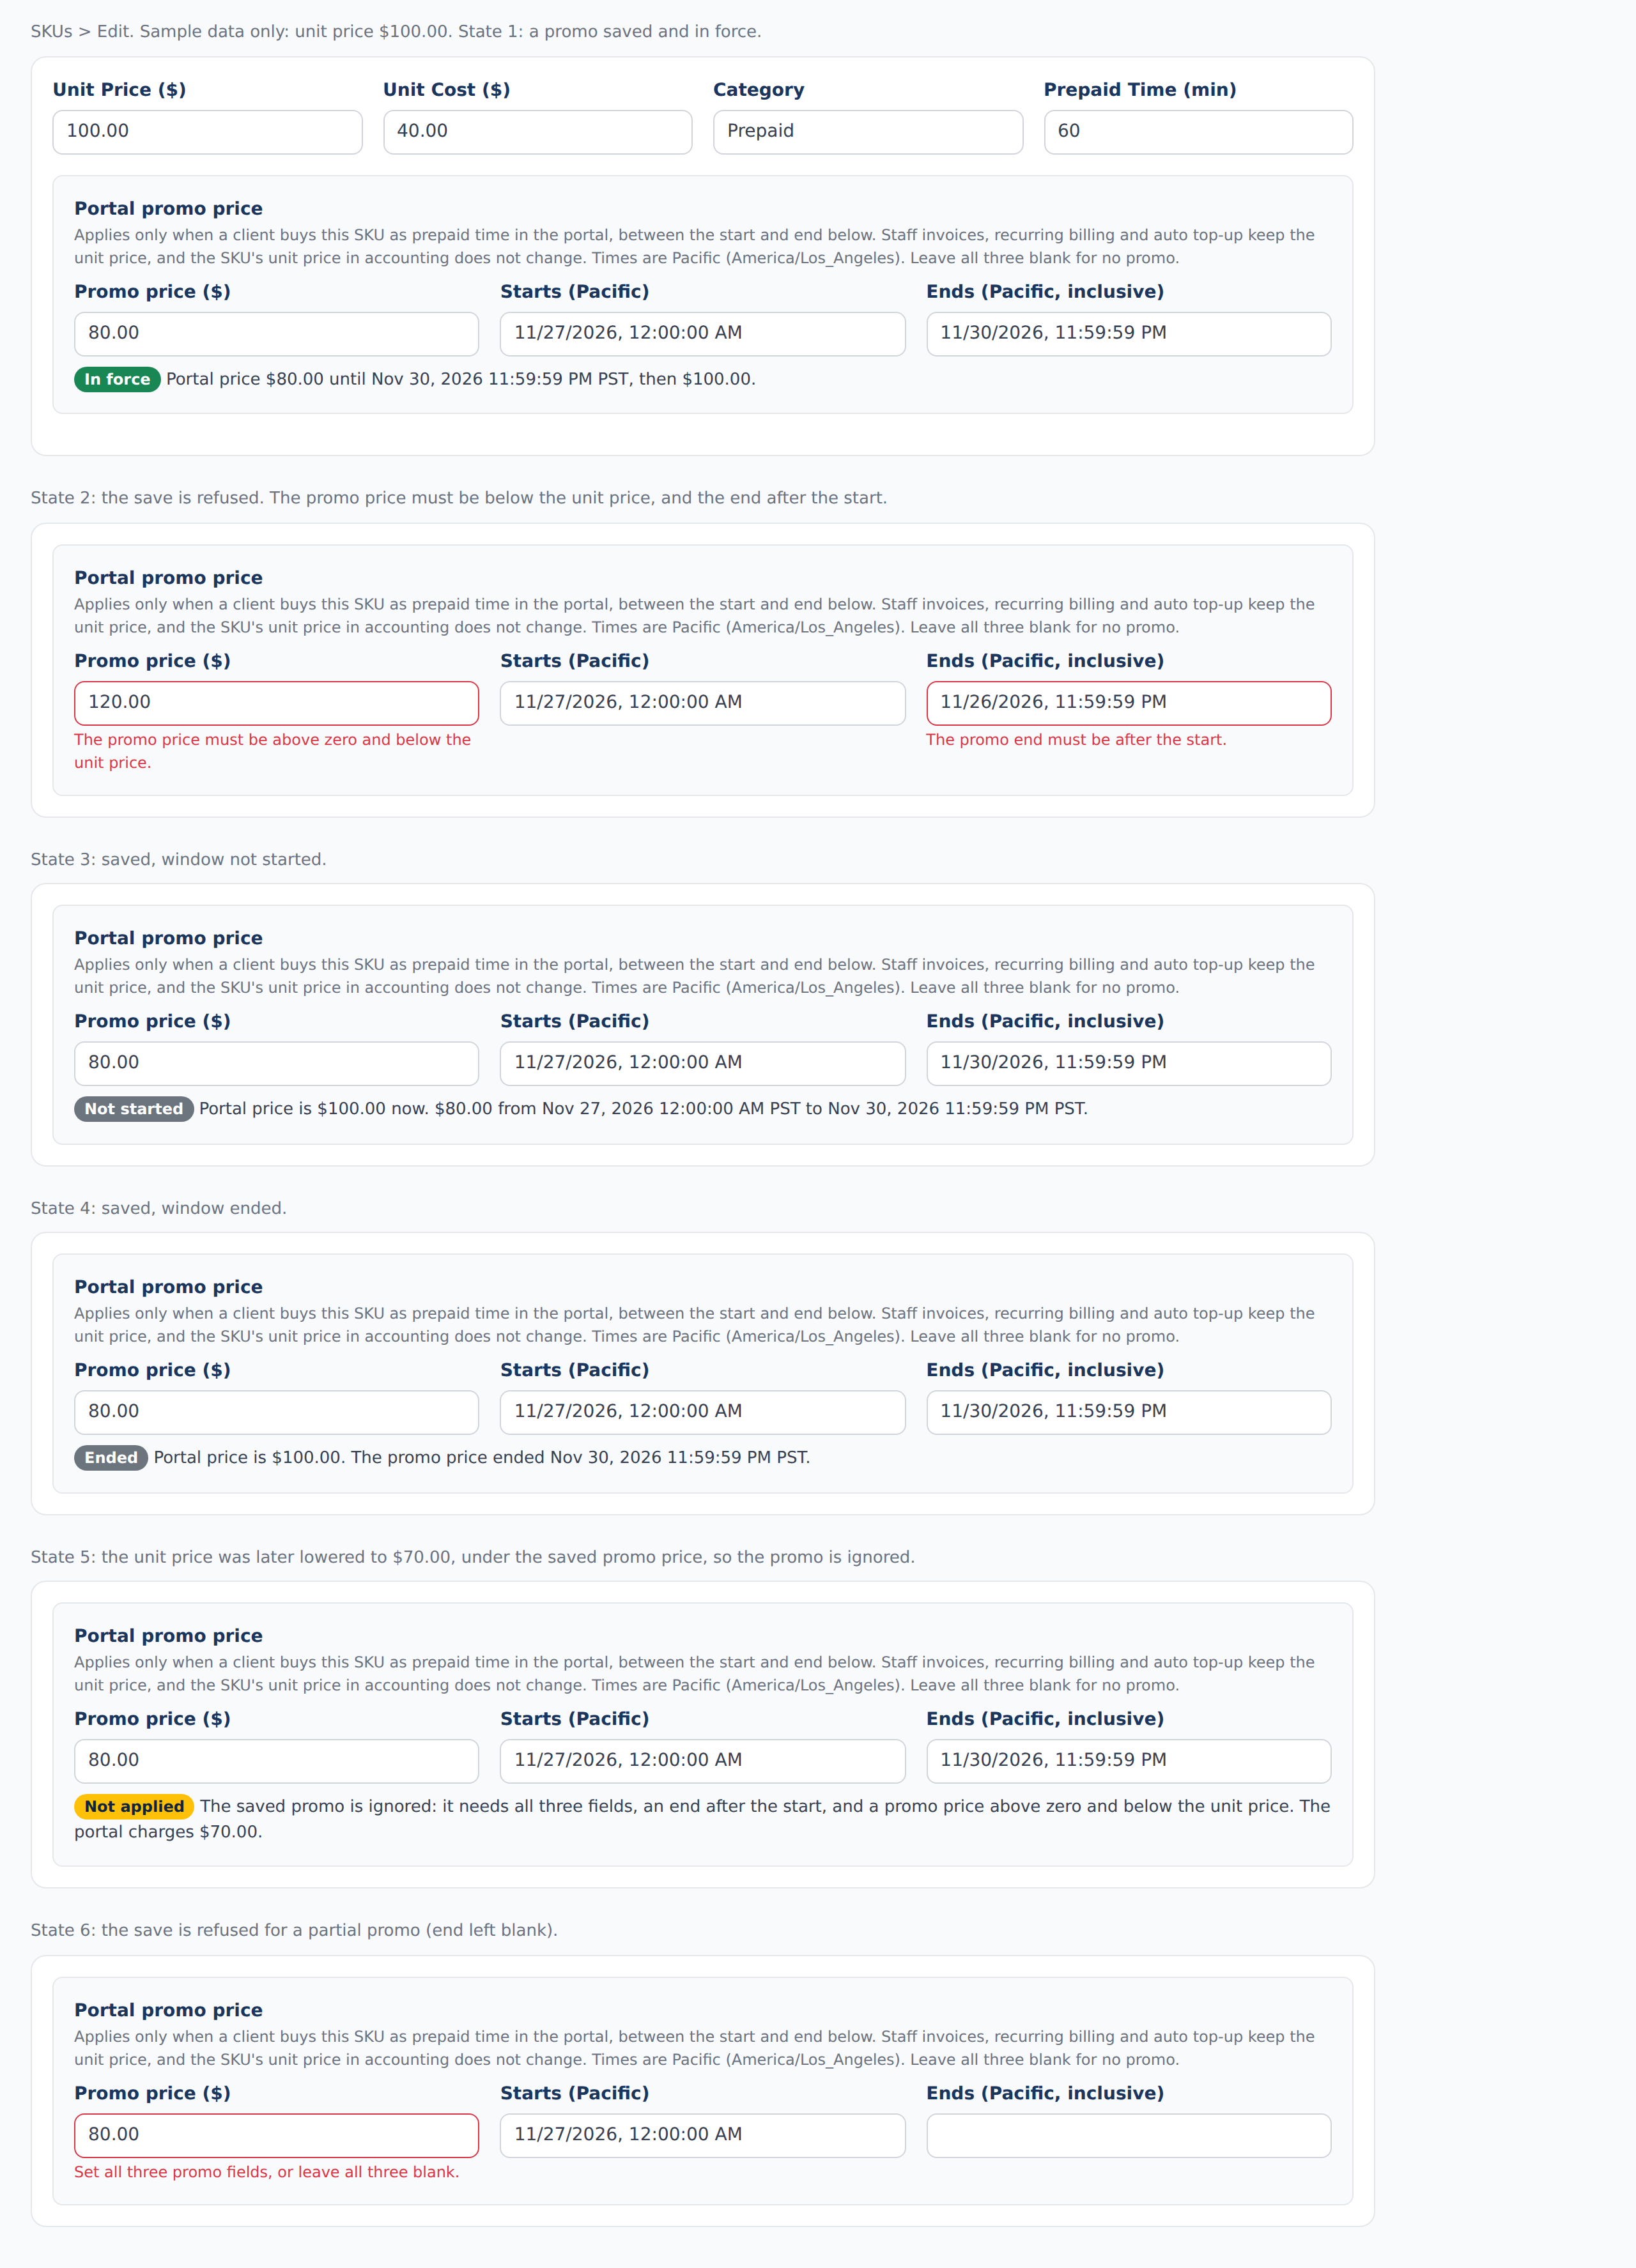 SKUs > Edit. Sample data only: unit price $100.00. State 1: a promo saved and in force.
Unit Price ($) Unit Cost ($) Category Prepaid Time (min)
100.00 40.00 Prepaid 60
Portal promo price
Applies only when a client buys this SKU as prepaid time in the portal, between the start and end below. Staff invoices, recurring billing and auto top-up keep the
unit price, and the SKU's unit price in accounting does not change. Times are Pacific (America/Los_Angeles). Leave all three blank for no promo.
Promo price ($) Starts (Pacific) Ends (Pacific, inclusive)
80.00 11/27/2026, 12:00:00 AM 11/30/2026, 11:59:59 PM
In force Portal price $80.00 until Nov 30, 2026 11:59:59 PM PST, then $100.00.
State 2: the save is refused. The promo price must be below the unit price, and the end after the start.
Portal promo price
Applies only when a client buys this SKU as prepaid time in the portal, between the start and end below. Staff invoices, recurring billing and auto top-up keep the
unit price, and the SKU's unit price in accounting does not change. Times are Pacific (America/Los_Angeles). Leave all three blank for no promo.
Promo price ($) Starts (Pacific) Ends (Pacific, inclusive)
120.00 11/27/2026, 12:00:00 AM 11/26/2026, 11:59:59 PM
The promo price must be above zero and below the The promo end must be after the start.
unit price.
State 3: saved, window not started.
Portal promo price
Applies only when a client buys this SKU as prepaid time in the portal, between the start and end below. Staff invoices, recurring billing and auto top-up keep the
unit price, and the SKU's unit price in accounting does not change. Times are Pacific (America/Los_Angeles). Leave all three blank for no promo.
Promo price ($) Starts (Pacific) Ends (Pacific, inclusive)
80.00 11/27/2026, 12:00:00 AM 11/30/2026, 11:59:59 PM
Not started Portal price is $100.00 now. $80.00 from Nov 27, 2026 12:00:00 AM PST to Nov 30, 2026 11:59:59 PM PST.
State 4: saved, window ended.
Portal promo price
Applies only when a client buys this SKU as prepaid time in the portal, between the start and end below. Staff invoices, recurring billing and auto top-up keep the
unit price, and the SKU's unit price in accounting does not change. Times are Pacific (America/Los_Angeles). Leave all three blank for no promo.
Promo price ($) Starts (Pacific) Ends (Pacific, inclusive)
80.00 11/27/2026, 12:00:00 AM 11/30/2026, 11:59:59 PM
Ended Portal price is $100.00. The promo price ended Nov 30, 2026 11:59:59 PM PST.
State 5: the unit price was later lowered to $70.00, under the saved promo price, so the promo is ignored.
Portal promo price
Applies only when a client buys this SKU as prepaid time in the portal, between the start and end below. Staff invoices, recurring billing and auto top-up keep the
unit price, and the SKU's unit price in accounting does not change. Times are Pacific (America/Los_Angeles). Leave all three blank for no promo.
Promo price ($) Starts (Pacific) Ends (Pacific, inclusive)
80.00 11/27/2026, 12:00:00 AM 11/30/2026, 11:59:59 PM
Not applied The saved promo is ignored: it needs all three fields, an end after the start, and a promo price above zero and below the unit price. The
portal charges $70.00.
State 6: the save is refused for a partial promo (end left blank).
Portal promo price
Applies only when a client buys this SKU as prepaid time in the portal, between the start and end below. Staff invoices, recurring billing and auto top-up keep the
unit price, and the SKU's unit price in accounting does not change. Times are Pacific (America/Los_Angeles). Leave all three blank for no promo.
Promo price ($) Starts (Pacific) Ends (Pacific, inclusive)
80.00 11/27/2026, 12:00:00 AM
Set all three promo fields, or leave all three blank.